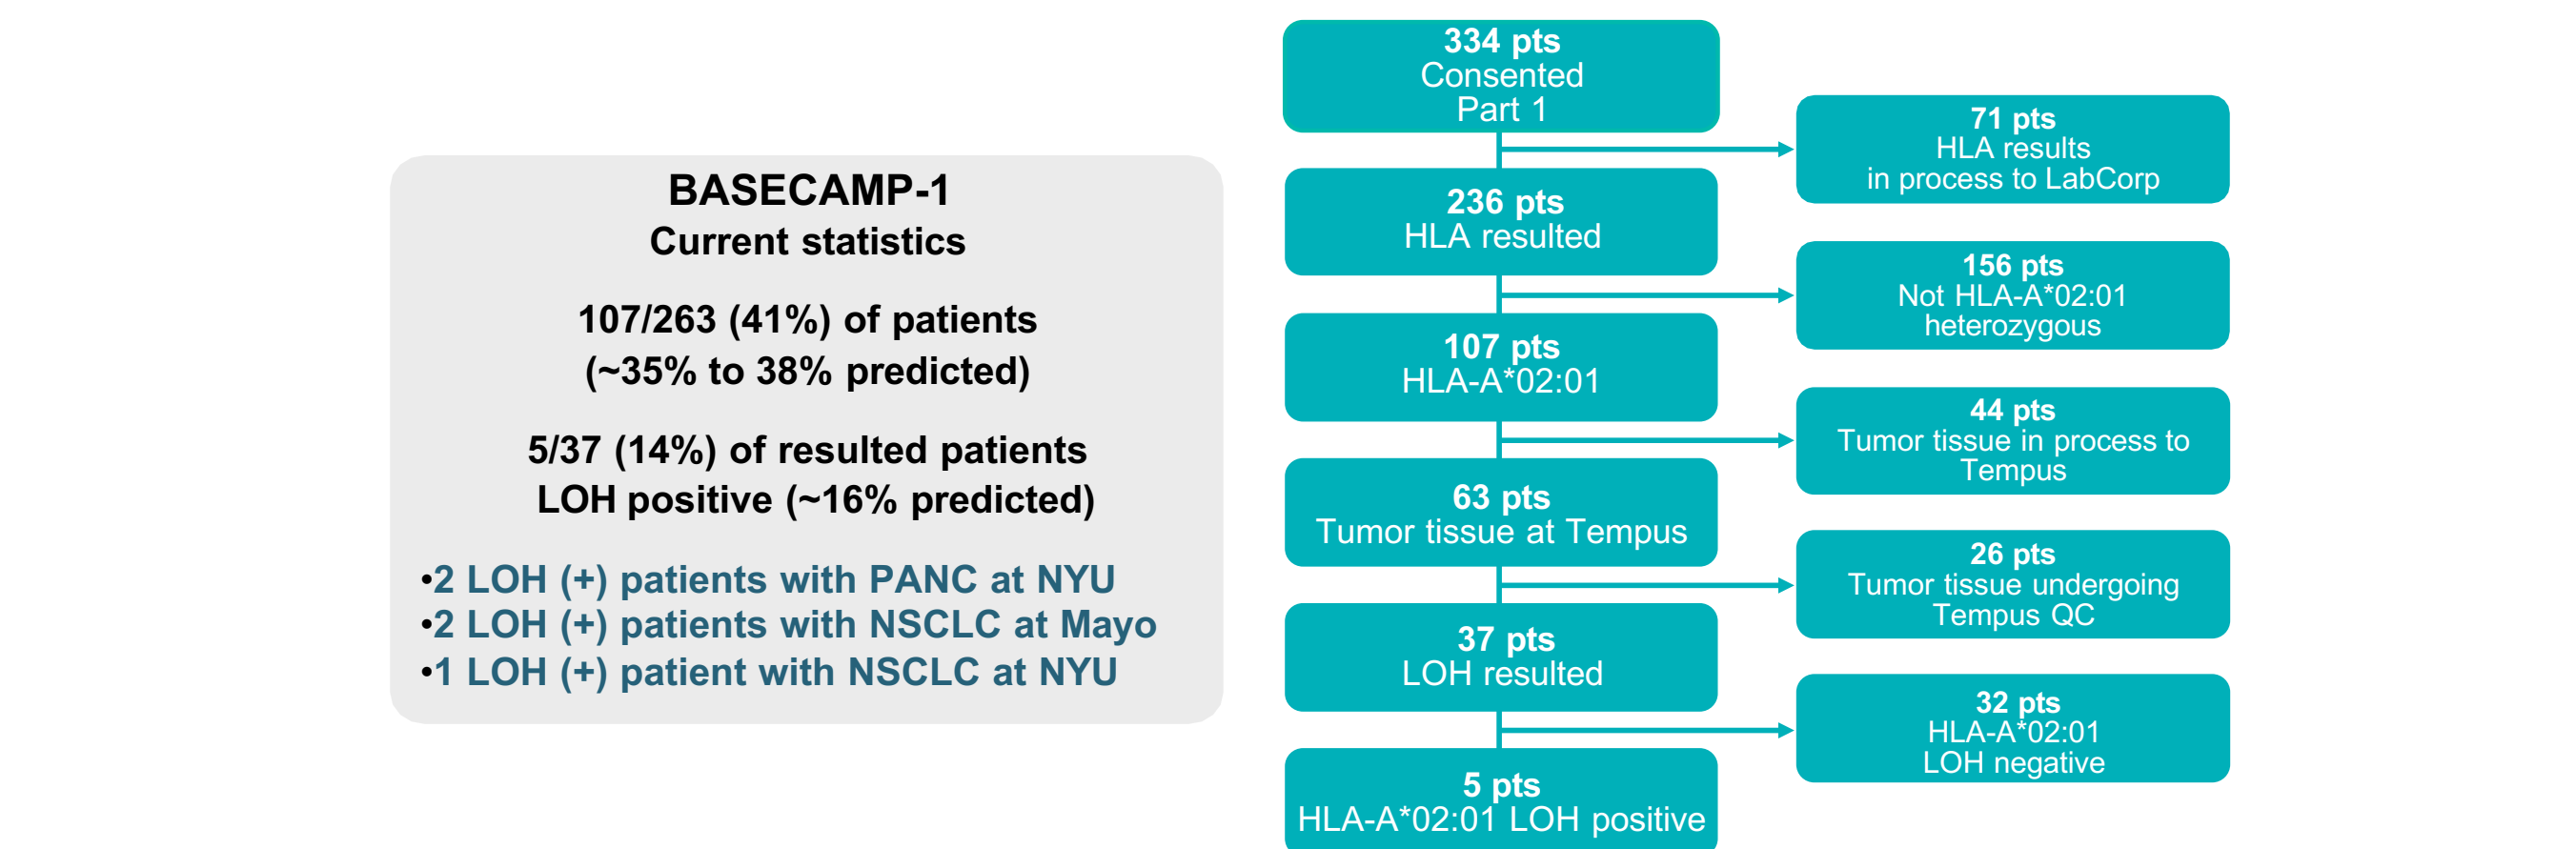 BASECAMP-1
Current statistics
107/263 (41%) of patients
(~35% to 38% predicted)
5/37 (14%) of resulted patients
LOH positive (~16% predicted)
•2 LOH (+) patients with PANC at NYU
•2 LOH (+) patients with NSCLC at Mayo
•1 LOH (+) patient with NSCLC at NYU
334 pts
Consented
Part 1
71 pts
HLA results
in process to LabCorp
236 pts
HLA resulted
156 pts
Not HLA-A*02:01
heterozygous
107 pts
HLA-A*02:01
44 pts
Tumor tissue in process to
Tempus
63 pts
Tumor tissue at Tempus
26 pts
Tumor tissue undergoing
Tempus QC
37 pts
LOH resulted
32 pts
HLA-A*02:01
LOH negative
5 pts
HLA-A*02:01 LOH positive